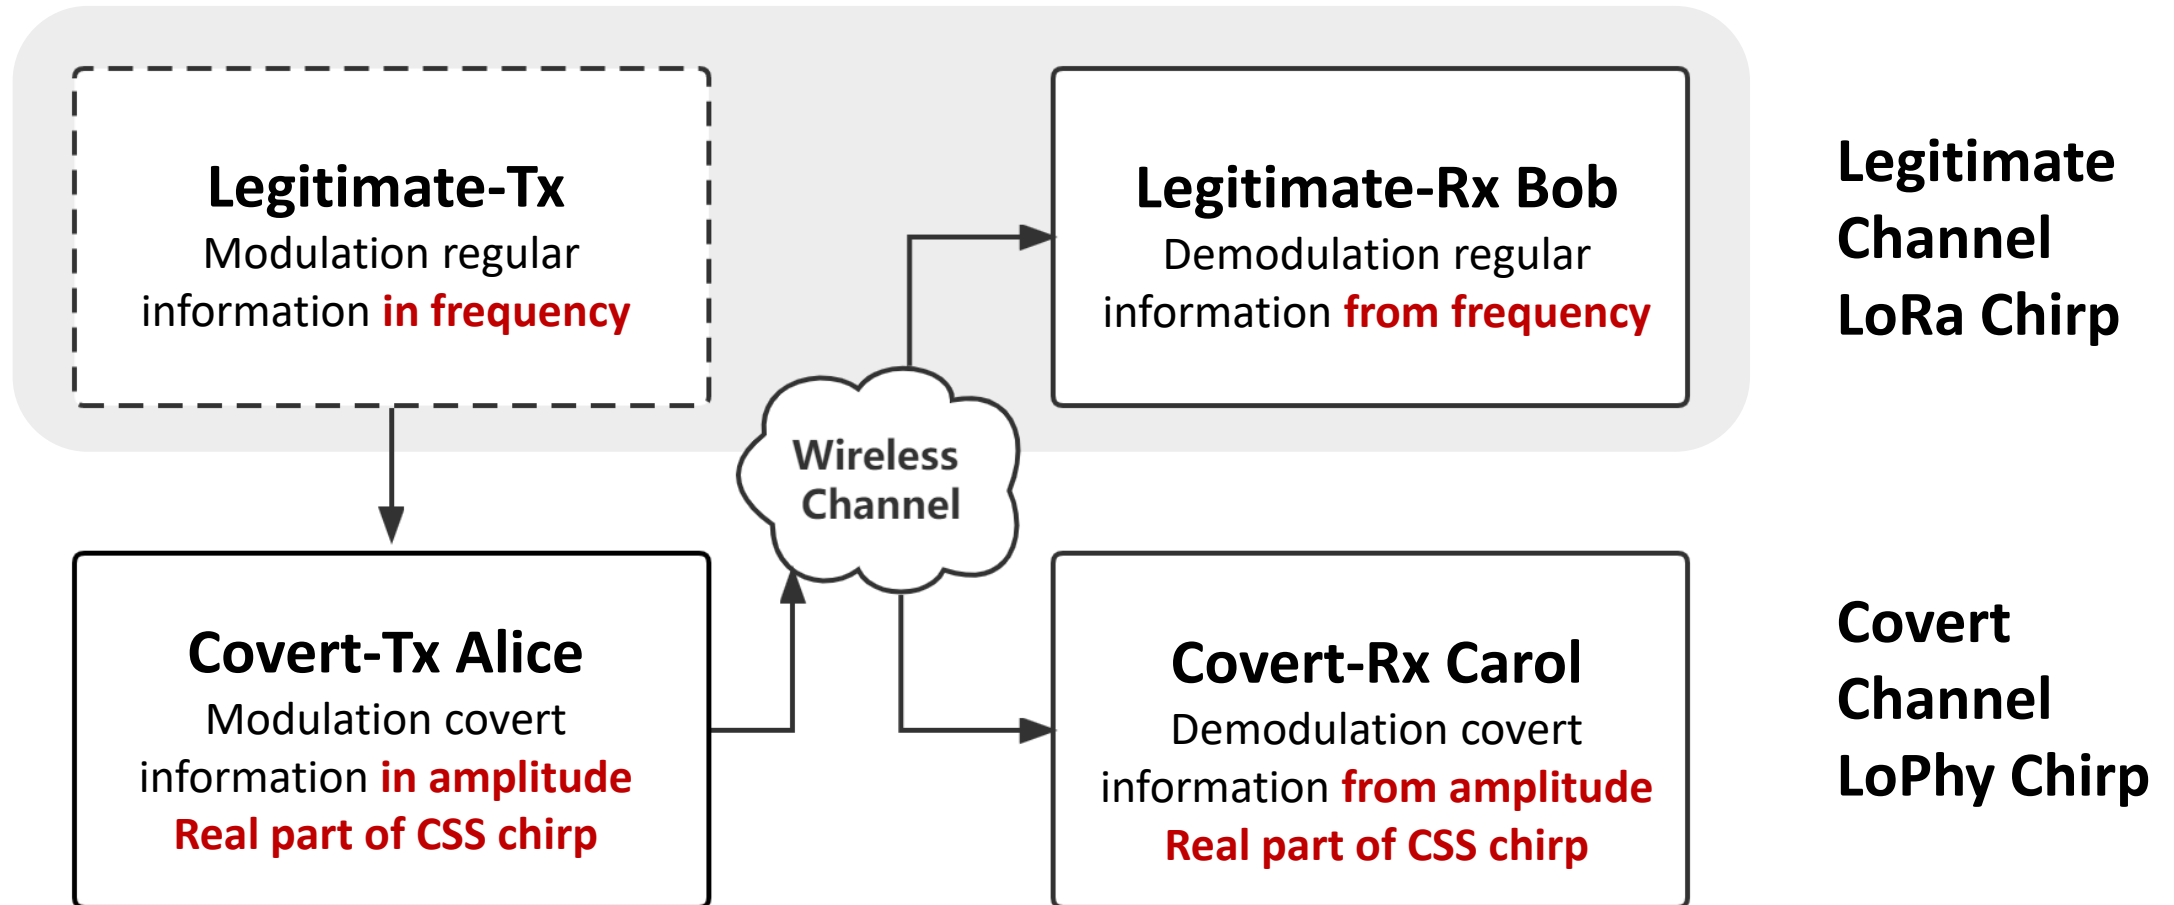 Legitimate-Tx
Modulation regular
information in frequency
Legitimate-Rx Bob
Demodulation regular
information from frequency
Legitimate
Channel
LoRa Chirp
Wireless
Channel
Covert-Tx Alice
Modulation covert
information in amplitude
Real part of CSS chirp
Covert-Rx Carol
Demodulation covert
information from amplitude
Real part of CSS chirp
Covert
Channel
LoPhy Chirp